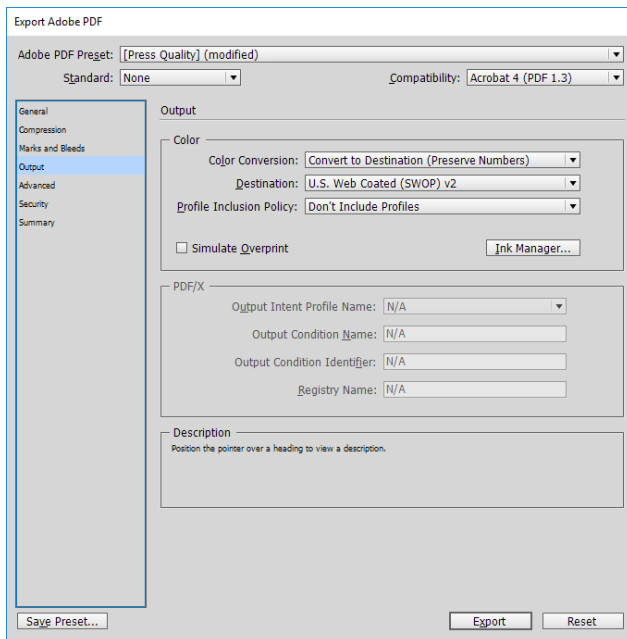 Export Adobe PDF
Adobe PDF Preset: [Press Quality] (modified)
Standard: None Compatibility: Acrobat 4 (PDF 1.3)
General
Compression
Marks and Bleeds
Output
Advanced
Security
Summary
Output
Color
Color Conversion: Convert to Destination (Preserve Numbers)
Destination: U.S. Web Coated (SWOP) v2
Profile Inclusion Policy: Don't Include Profiles
Simulate Overprint Ink Manager...
PDF/X
Output Intent Profile Name: N/A
Output Condition Name: N/A
Output Condition Identifier: N/A
Registry Name: N/A
Description
Position the pointer over a heading to view a description.
Save Preset... Export Reset